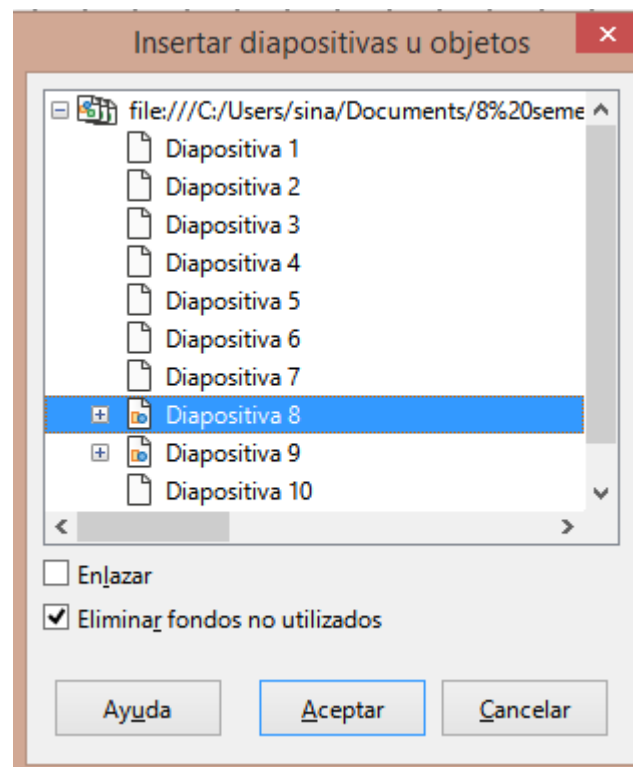 Insertar diapositivas u objetos
file:///C:/Users/sina/Documents/8%20seme
Diapositiva 1
Diapositiva 2
Diapositiva 3
Diapositiva 4
Diapositiva 5
Diapositiva 6
Diapositiva 7
Diapositiva 8
Diapositiva 9
Diapositiva 10
Enlazar
Eliminar fondos no utilizados
Ayuda Aceptar Cancelar